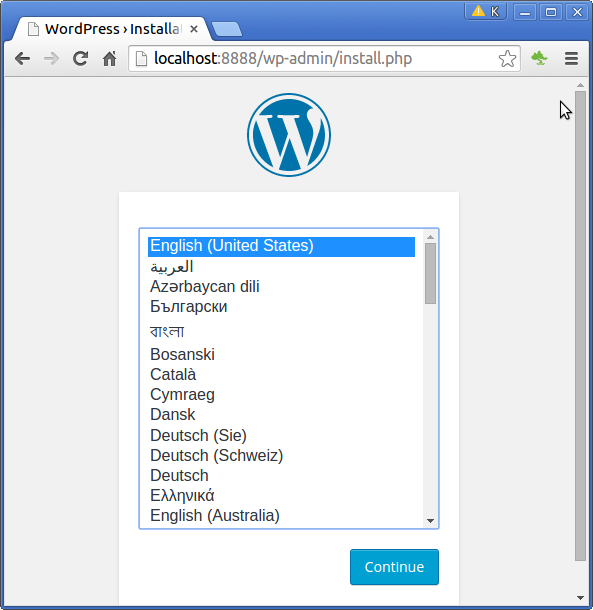 K
WordPress › Installa
localhost:8888/wp-admin/install.php
W
English (United States)
العربية
Azərbaycan dili
Български
বাংলা
Bosanski
Català
Cymraeg
Dansk
Deutsch (Sie)
Deutsch (Schweiz)
Deutsch
Ελληνικά
English (Australia)
Continue